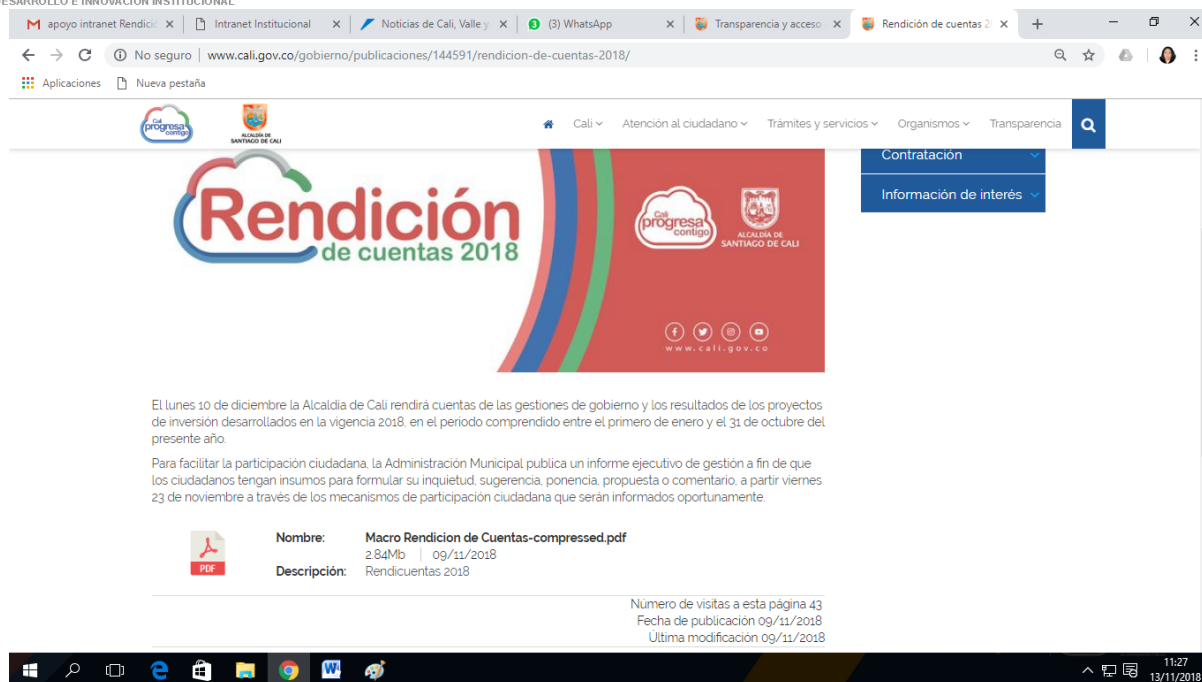 DESARROLLO E INNOVACIÓN INSTITUCIONAL
apoyo intranet Rendici
Intranet Institucional
Noticias de Cali, Valle y
(3) WhatsApp
Transparencia y acceso
Rendición de cuentas 2
No seguro | www.cali.gov.co/gobierno/publicaciones/144591/rendicion-de-cuentas-2018/
Aplicaciones
Nueva pestaña
Cali progresa contigo
ALCALDÍA DE
SANTIAGO DE CALI
Cali
Atención al ciudadano
Trámites y servicios
Organismos
Transparencia
Contratación
Información de interés
Rendición
de cuentas 2018
Cali
progresa
contigo
ALCALDÍA DE
SANTIAGO DE CALI
www.cali.gov.co
El lunes 10 de diciembre la Alcaldía de Cali rendirá cuentas de las gestiones de gobierno y los resultados de los proyectos
de inversión desarrollados en la vigencia 2018, en el periodo comprendido entre el primero de enero y el 31 de octubre del
presente año.
Para facilitar la participación ciudadana, la Administración Municipal publica un informe ejecutivo de gestión a fin de que
los ciudadanos tengan insumos para formular su inquietud, sugerencia, ponencia, propuesta o comentario, a partir viernes
23 de noviembre a través de los mecanismos de participación ciudadana que serán informados oportunamente.
PDF
Nombre: Macro Rendicion de Cuentas-compressed.pdf
2.84Mb | 09/11/2018
Descripción: Rendicuentas 2018
Número de visitas a esta página 43
Fecha de publicación 09/11/2018
Última modificación 09/11/2018
11:27
13/11/2018